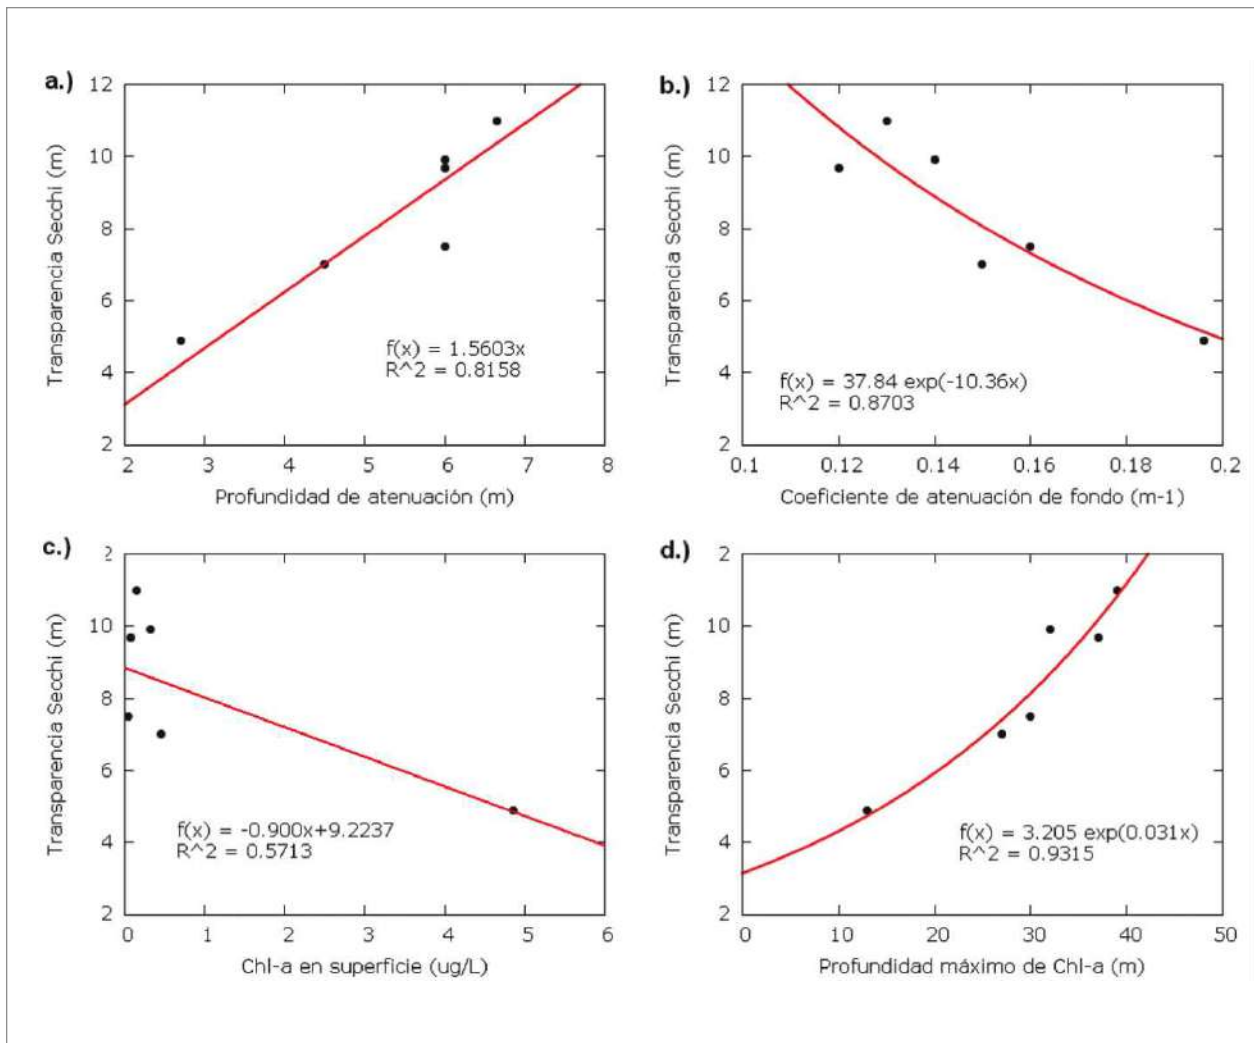 a.)
12
10
8
6
4
2
Transparencia Secchi (m)
f(x) = 1.5603x
R^2 = 0.8158
2 3 4 5 6 7 8
Profundidad de atenuación (m)
b.)
12
10
8
6
4
2
Transparencia Secchi (m)
f(x) = 37.84 exp(-10.36x)
R^2 = 0.8703
0.1 0.12 0.14 0.16 0.18 0.2
Coeficiente de atenuación de fondo (m-1)
c.)
2
10
8
6
4
2
Transparencia Secchi (m)
f(x) = -0.900x+9.2237
R^2 = 0.5713
0 1 2 3 4 5 6
Chl-a en superficie (ug/L)
d.)
2
10
8
6
4
2
Transparencia Secchi (m)
f(x) = 3.205 exp(0.031x)
R^2 = 0.9315
0 10 20 30 40 50
Profundidad máximo de Chl-a (m)